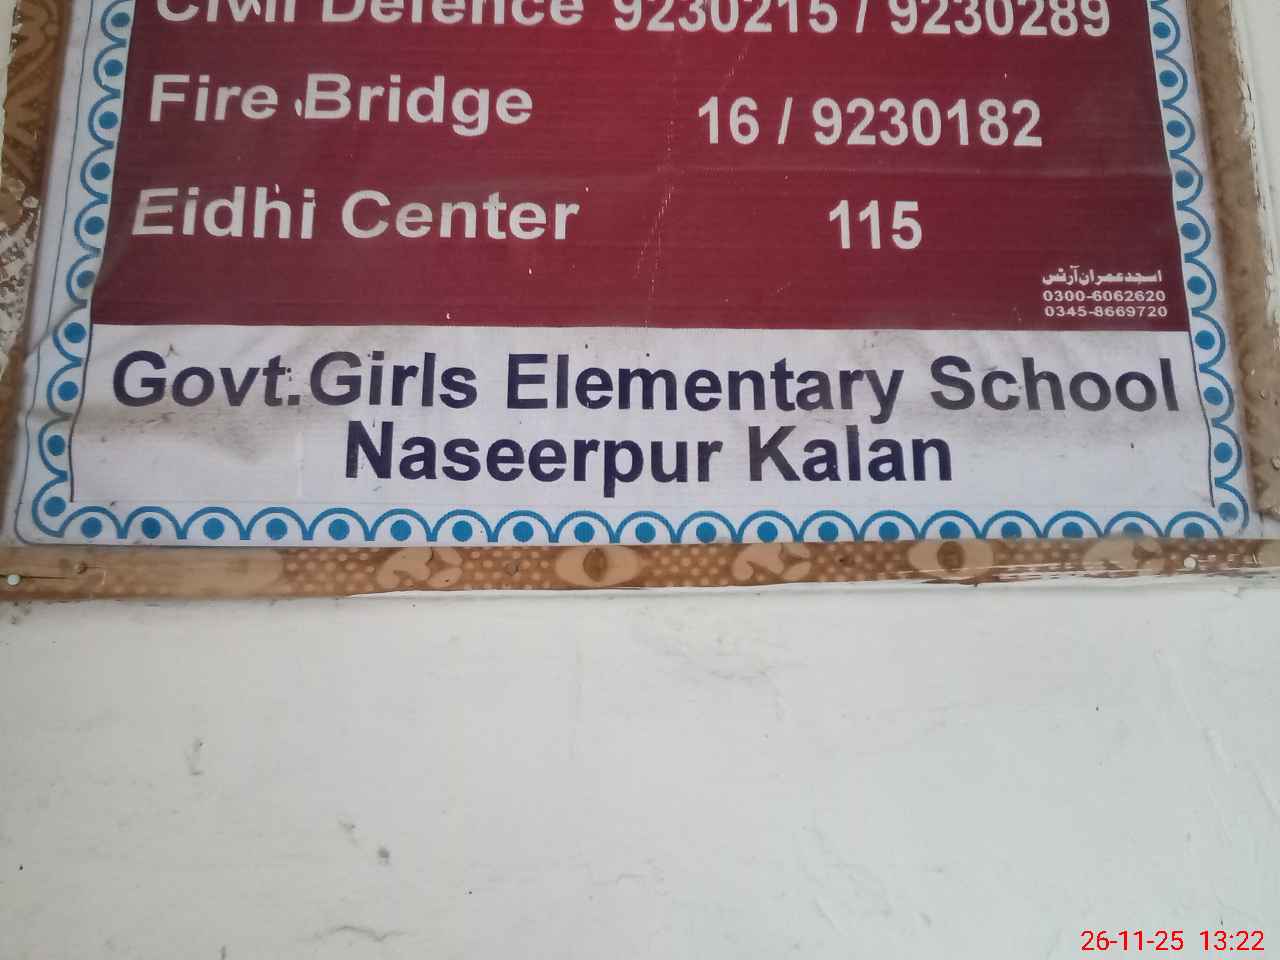 Civil Defence 9230215 / 9230289
Fire Bridge 16 / 9230182
Eidhi Center 115
اسجد عمران آرٹس
0300-6062620
0345-8669720
Govt. Girls Elementary School
Naseerpur Kalan
26-11-25 13:22